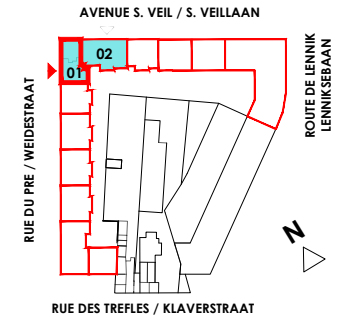 AVENUE S. VEIL / S. VEILLAAN
02
01
RUE DU PRE / WEIDESTRAAT
ROUTE DE LENNIK
LENNIKSEBAAN
N
RUE DES TREFLES / KLAVERSTRAAT